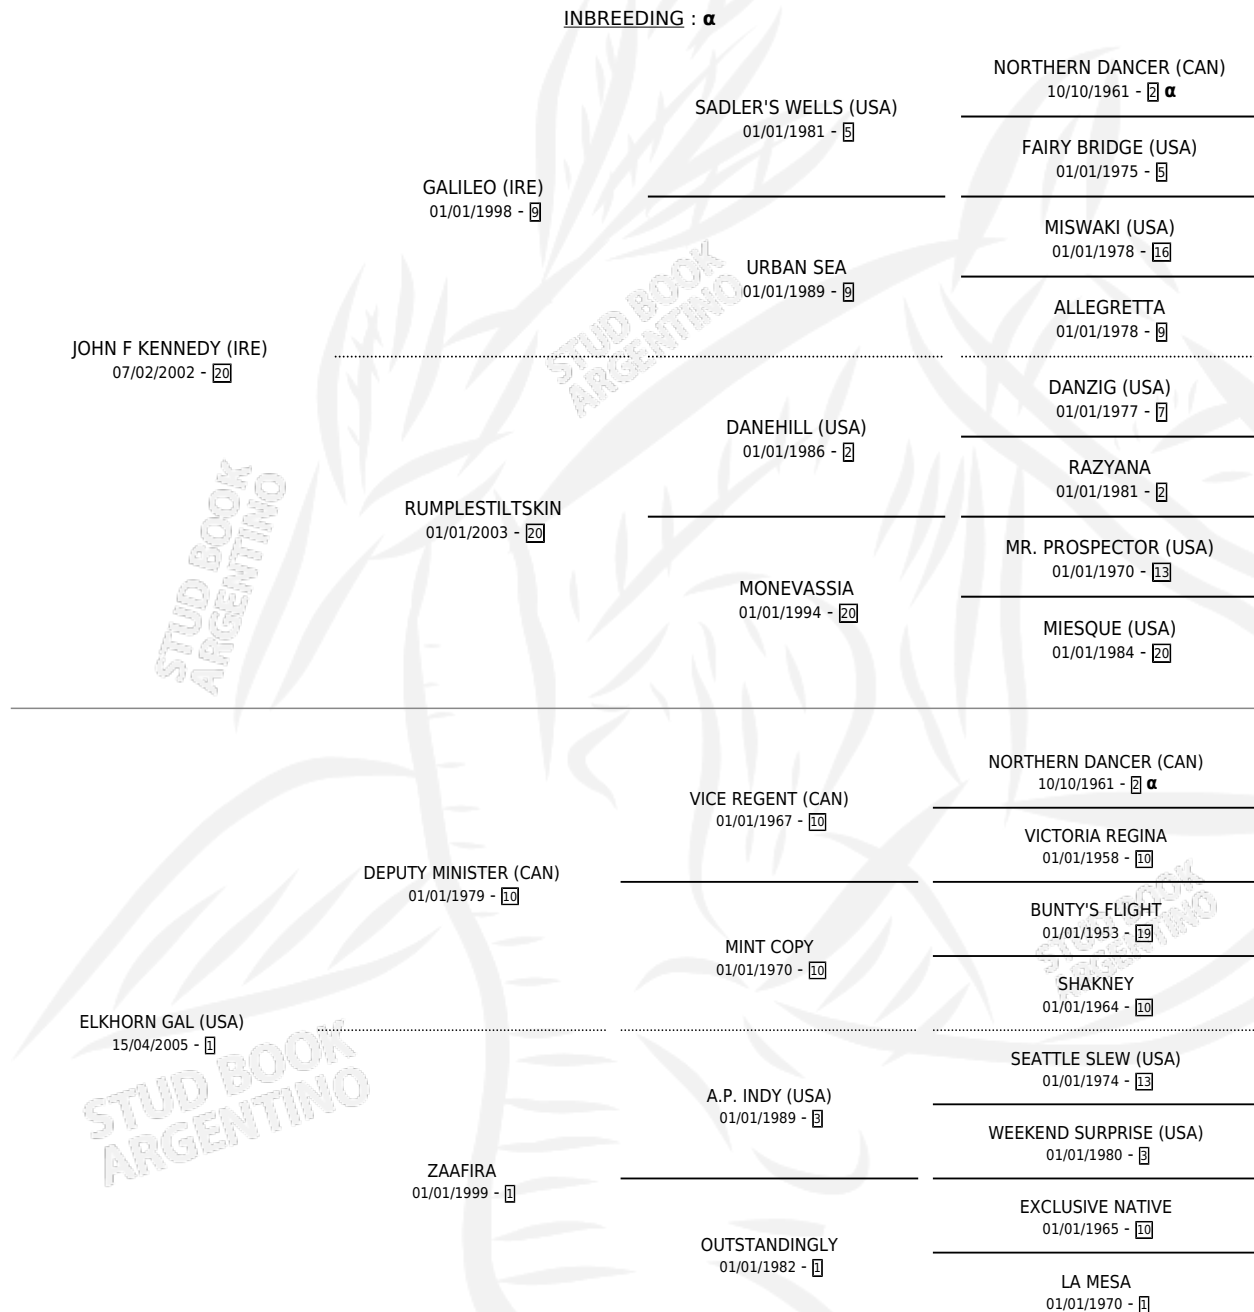 INBREEDING : α
NORTHERN DANCER (CAN)
10/10/1961 - 2 α
SADLER'S WELLS (USA)
01/01/1981 - 5
FAIRY BRIDGE (USA)
01/01/1975 - 5
GALILEO (IRE)
01/01/1998 - 9
MISWAKI (USA)
01/01/1978 - 16
URBAN SEA
01/01/1989 - 9
ALLEGRETTA
01/01/1978 - 9
JOHN F KENNEDY (IRE)
07/02/2002 - 20
DANZIG (USA)
01/01/1977 - 7
DANEHILL (USA)
01/01/1986 - 2
RAZYANA
01/01/1981 - 2
RUMPLESTILTSKIN
01/01/2003 - 20
MR. PROSPECTOR (USA)
01/01/1970 - 13
MONEVASSIA
01/01/1994 - 20
MIESQUE (USA)
01/01/1984 - 20
NORTHERN DANCER (CAN)
10/10/1961 - 2 α
VICE REGENT (CAN)
01/01/1967 - 10
VICTORIA REGINA
01/01/1958 - 10
DEPUTY MINISTER (CAN)
01/01/1979 - 10
BUNTY'S FLIGHT
01/01/1953 - 19
MINT COPY
01/01/1970 - 10
SHAKNEY
01/01/1964 - 10
ELKHORN GAL (USA)
15/04/2005 - 1
SEATTLE SLEW (USA)
01/01/1974 - 13
A.P. INDY (USA)
01/01/1989 - 3
WEEKEND SURPRISE (USA)
01/01/1980 - 3
ZAAFIRA
01/01/1999 - 1
EXCLUSIVE NATIVE
01/01/1965 - 10
OUTSTANDINGLY
01/01/1982 - 1
LA MESA
01/01/1970 - 1
STUD BOOK
ARGENTINO
STUD BOOK
ARGENTINO
STUD BOOK
ARGENTINO
STUD BOOK
ARGENTINO